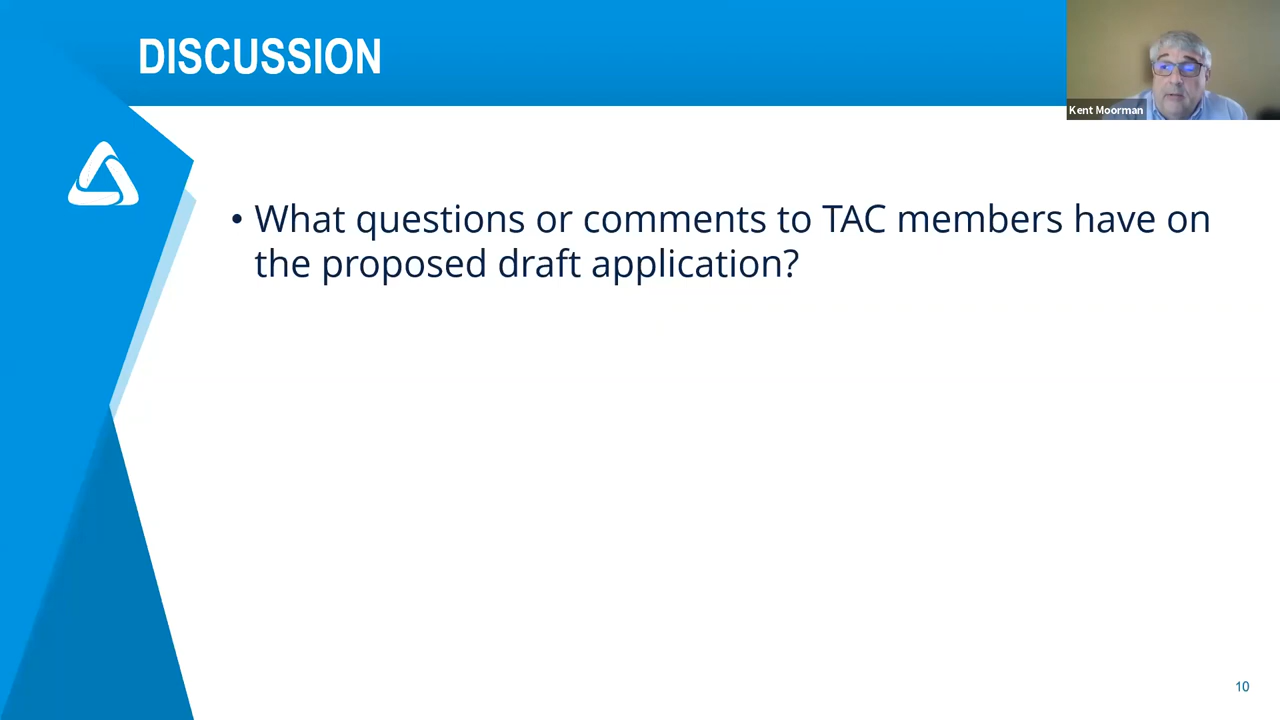 DISCUSSION
Kent Moorman
• What questions or comments to TAC members have on
the proposed draft application?
10